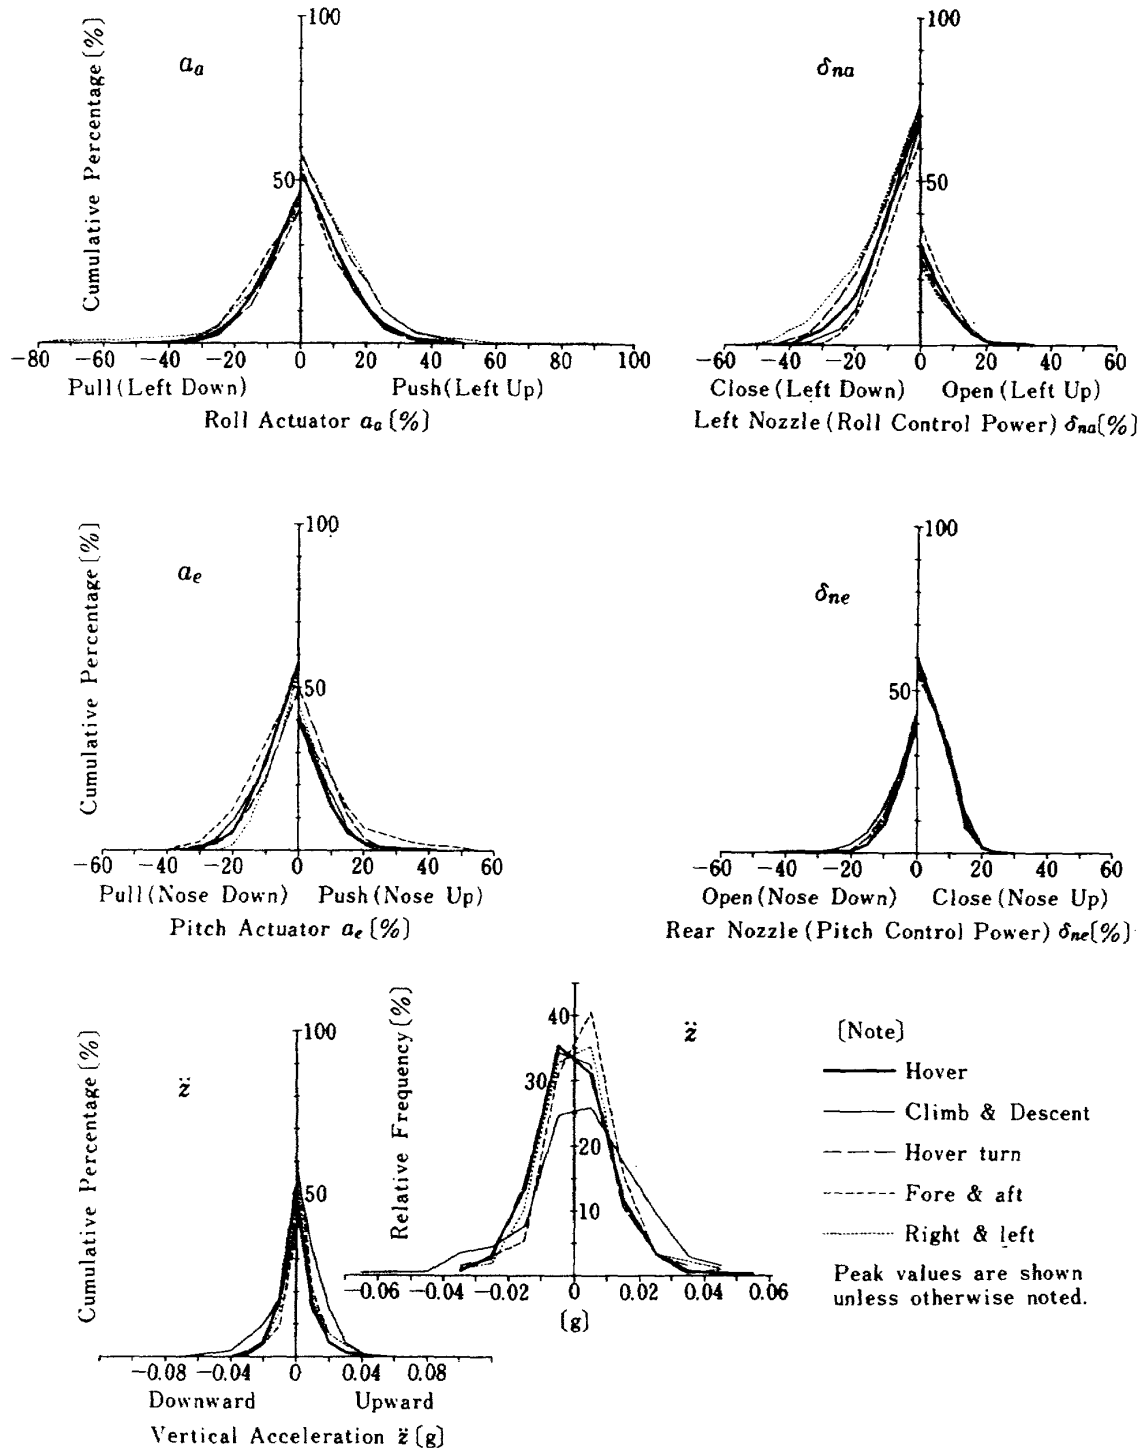 Cumulative Percentage [%]
100
50
a_a
-80 -60 -40 -20 0 20 40 60 80 100
Pull (Left Down) Push (Left Up)
Roll Actuator a_a [%]
100
50
δ_na
-60 -40 -20 0 20 40 60
Close (Left Down) Open (Left Up)
Left Nozzle (Roll Control Power) δ_na [%]
Cumulative Percentage [%]
100
50
a_e
-60 -40 -20 0 20 40 60
Pull (Nose Down) Push (Nose Up)
Pitch Actuator a_e [%]
100
50
δ_ne
-60 -40 -20 0 20 40 60
Open (Nose Down) Close (Nose Up)
Rear Nozzle (Pitch Control Power) δ_ne [%]
Cumulative Percentage [%]
100
50
z̈
-0.08 -0.04 0 0.04 0.08
Downward Upward
Vertical Acceleration z̈ [g]
Relative Frequency [%]
40
30
20
10
z̈
-0.06 -0.04 -0.02 0 0.02 0.04 0.06
[g]
[Note]
Hover
Climb & Descent
Hover turn
Fore & aft
Right & left
Peak values are shown
unless otherwise noted.